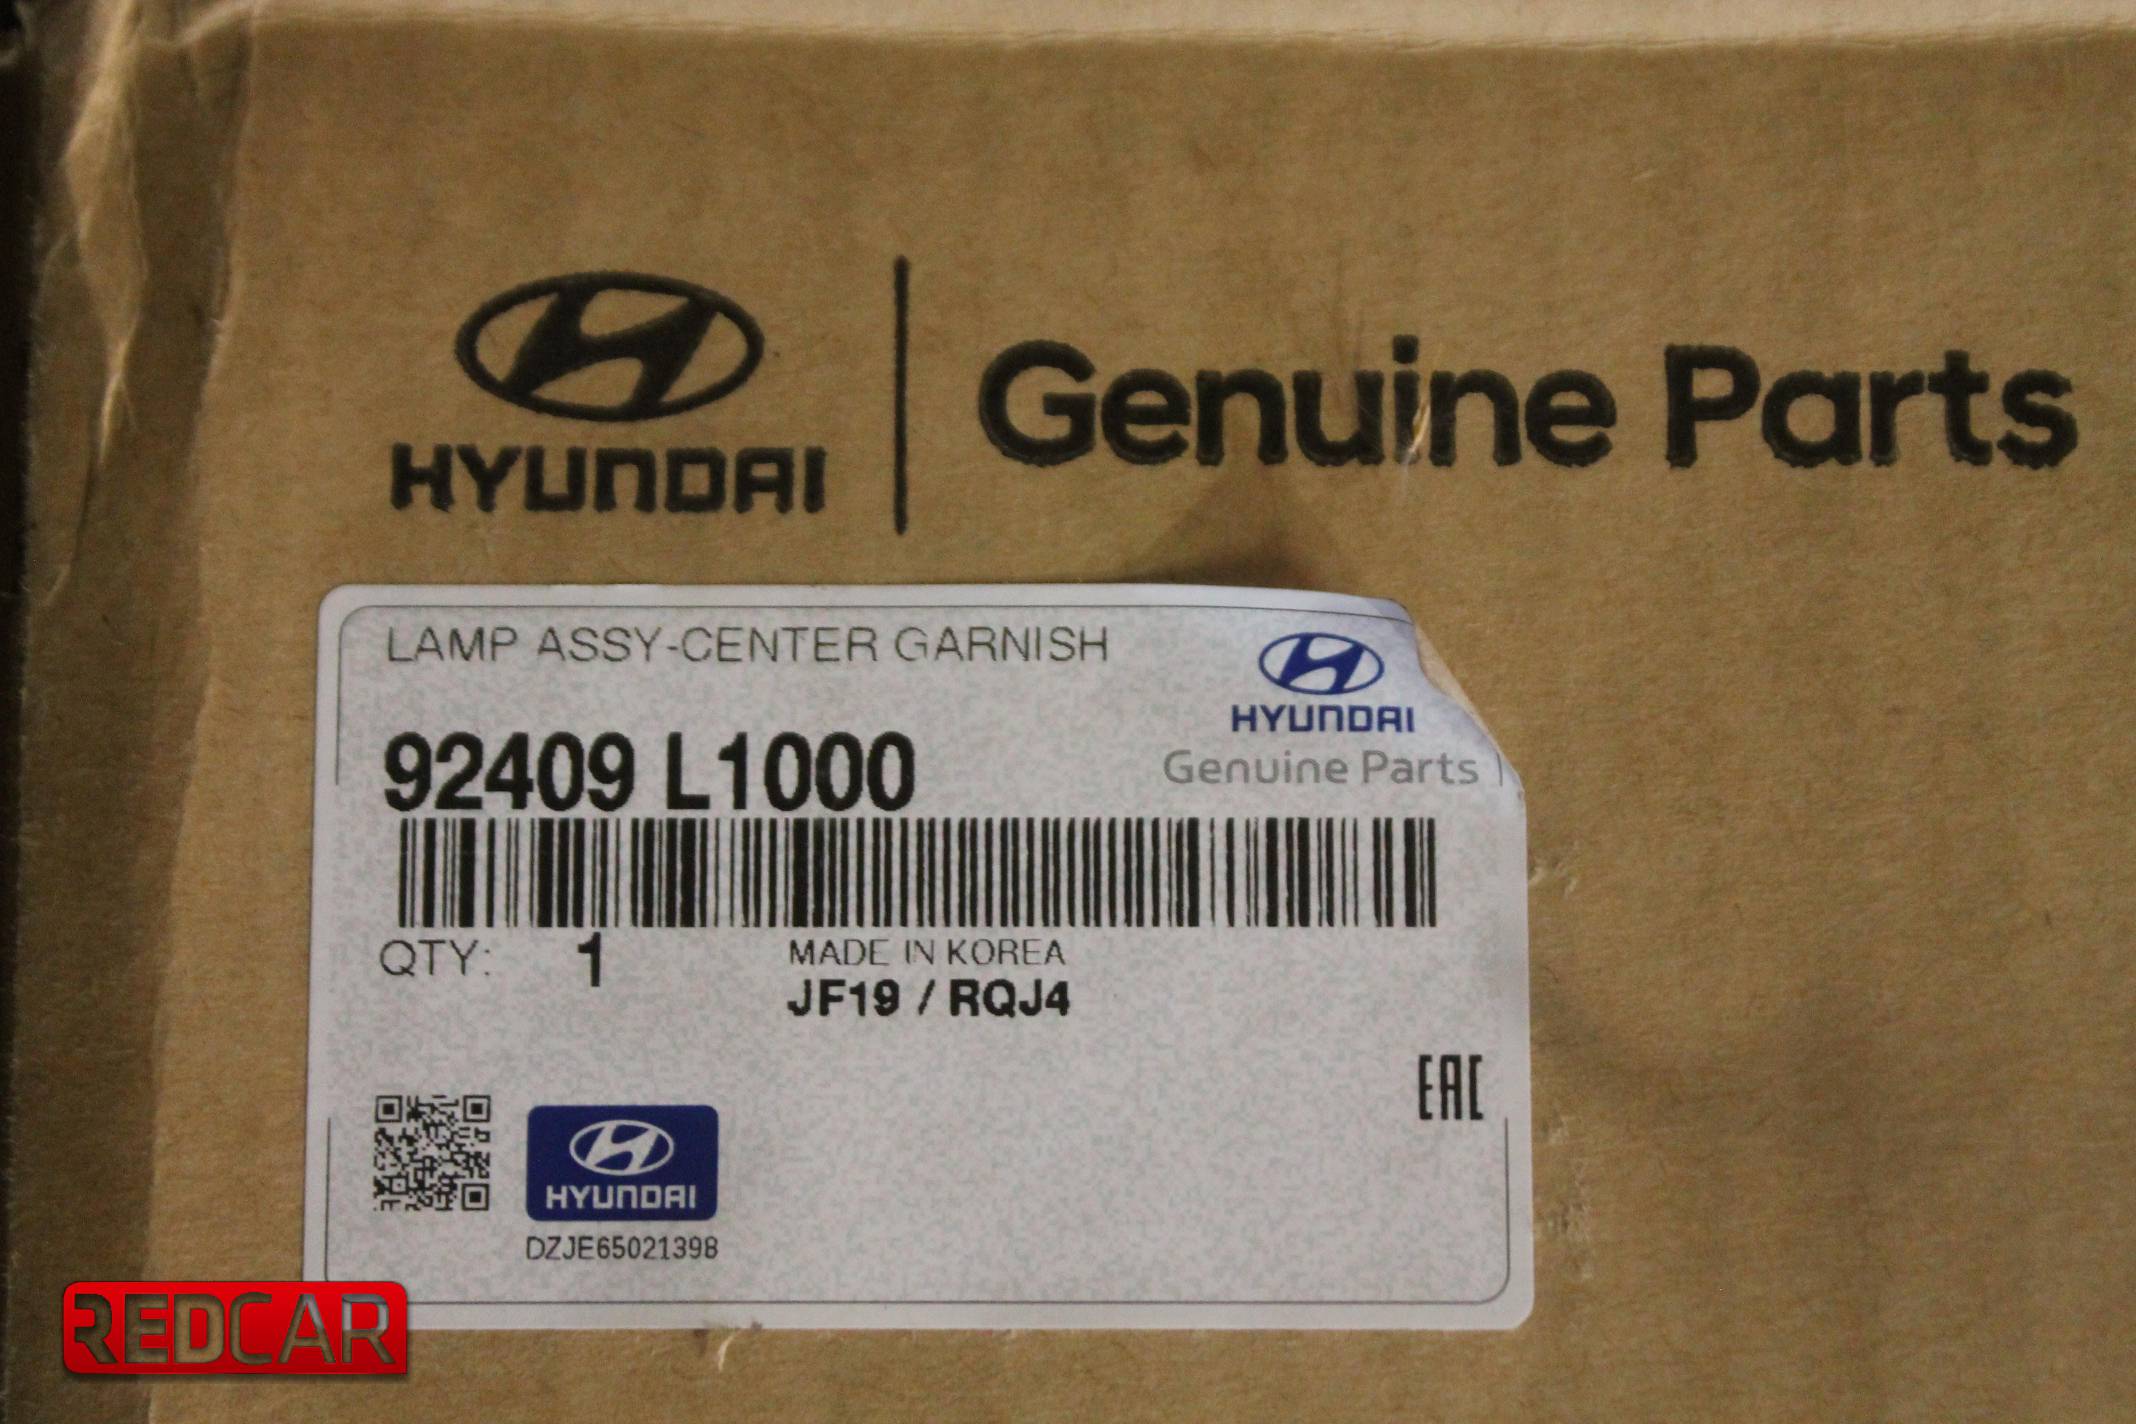 HYUNDAI
Genuine Parts
LAMP ASSY-CENTER GARNISH
HYUNDAI
Genuine Parts
92409 L1000
QTY: 1
MADE IN KOREA
JF19 / RQJ4
EAC
HYUNDAI
DZJE65021398
REDCAR